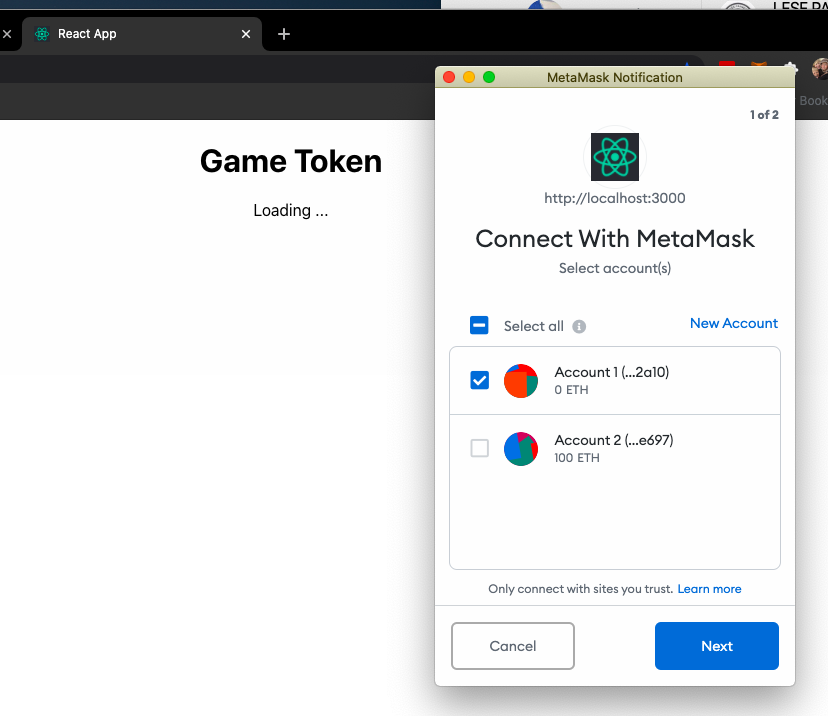 LESE PA
React App
MetaMask Notification
Book
1 of 2
Game Token
http://localhost:3000
Loading ...
Connect With MetaMask
Select account(s)
Select all
New Account
Account 1 (...2a10)
0 ETH
Account 2 (...e697)
100 ETH
Only connect with sites you trust. Learn more
Cancel
Next